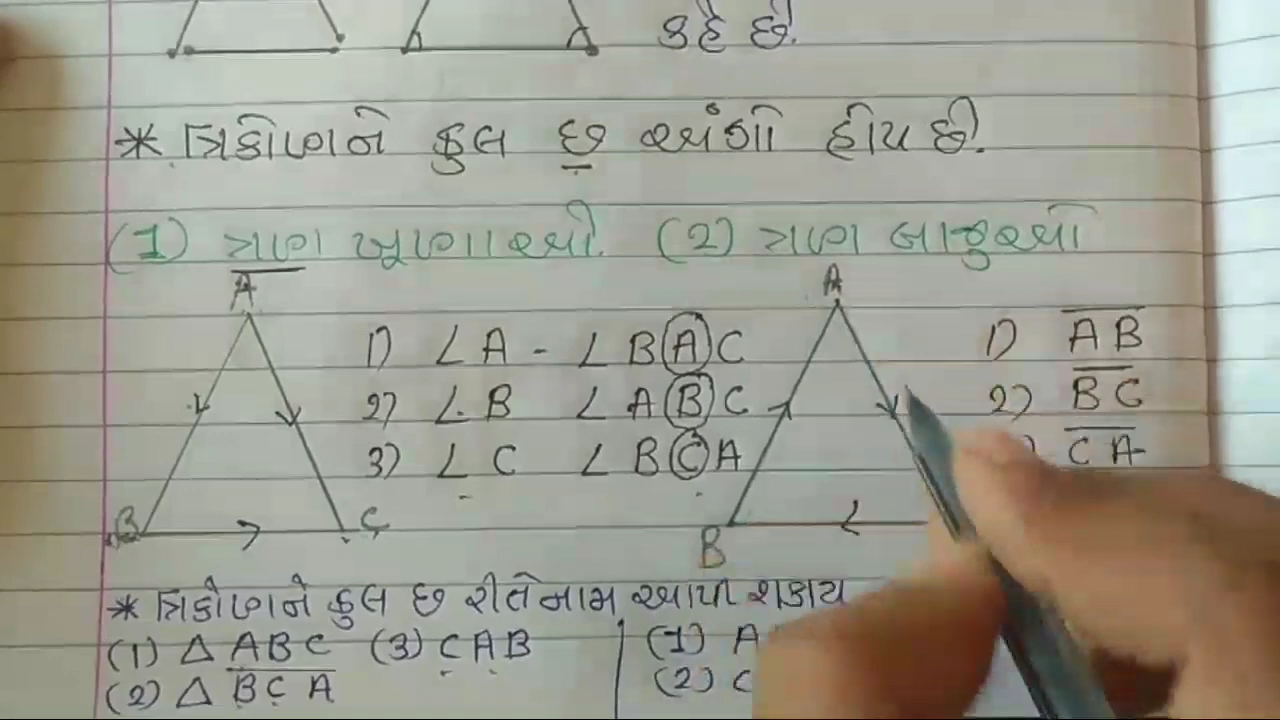 કહે છે.
* ત્રિકોણને કુલ છ અંગો હોય છે.
(1) ત્રણ ખૂણાઓ. (2) ત્રણ બાજુઓ
A
A
1) ∠A - ∠BAC
1) AB
2) ∠B ∠ABC
2) BC
3) ∠C ∠BCA
CA
B C
B
* ત્રિકોણને કુલ છ રીતે નામ આપી શકાય
(1) △ ABC (3) CAB
(1) A
(2) △ BCA
(2) C